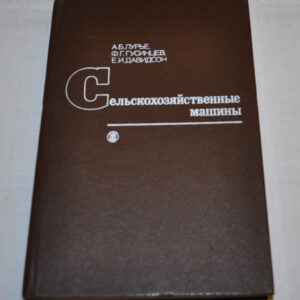 А.Б. ЛУРЬЕ,
Ф.Г. ГУСИНЦЕВ,
Е.И. ДАВИДСОН
Сельскохозяйственные
машины